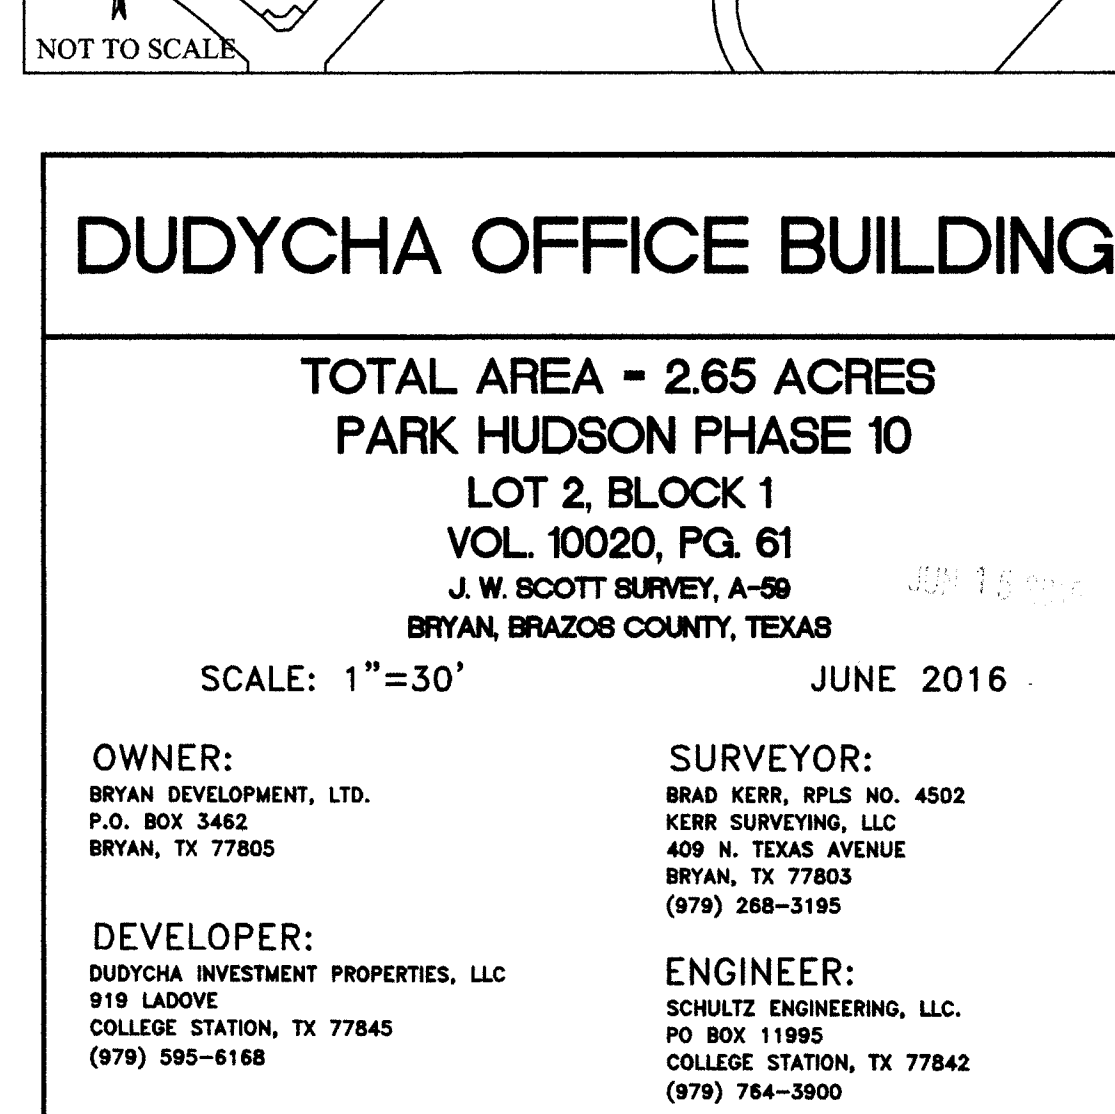 NOT TO SCALE
DUDYCHA OFFICE BUILDING
TOTAL AREA - 2.65 ACRES
PARK HUDSON PHASE 10
LOT 2, BLOCK 1
VOL. 10020, PG. 61
J. W. SCOTT SURVEY, A-59
JUN 15
BRYAN, BRAZOS COUNTY, TEXAS
SCALE: 1"=30'
JUNE 2016
OWNER:
BRYAN DEVELOPMENT, LTD.
P.O. BOX 3462
BRYAN, TX 77805
DEVELOPER:
DUDYCHA INVESTMENT PROPERTIES, LLC
919 LADOVE
COLLEGE STATION, TX 77845
(979) 595-6168
SURVEYOR:
BRAD KERR, RPLS NO. 4502
KERR SURVEYING, LLC
409 N. TEXAS AVENUE
BRYAN, TX 77803
(979) 268-3195
ENGINEER:
SCHULTZ ENGINEERING, LLC.
PO BOX 11995
COLLEGE STATION, TX 77842
(979) 764-3900